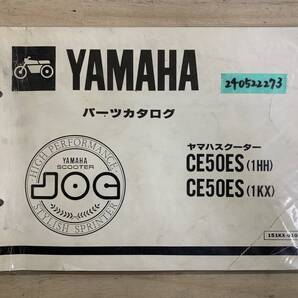 YAMAHA
240522273
パーツカタログ
HIGH PERFORMANCE
YAMAHA
SCOOTER
JOG
STYLISH SPRINTER
ヤマハスクーター
CE50ES(1HH)
CE50ES(1KX)